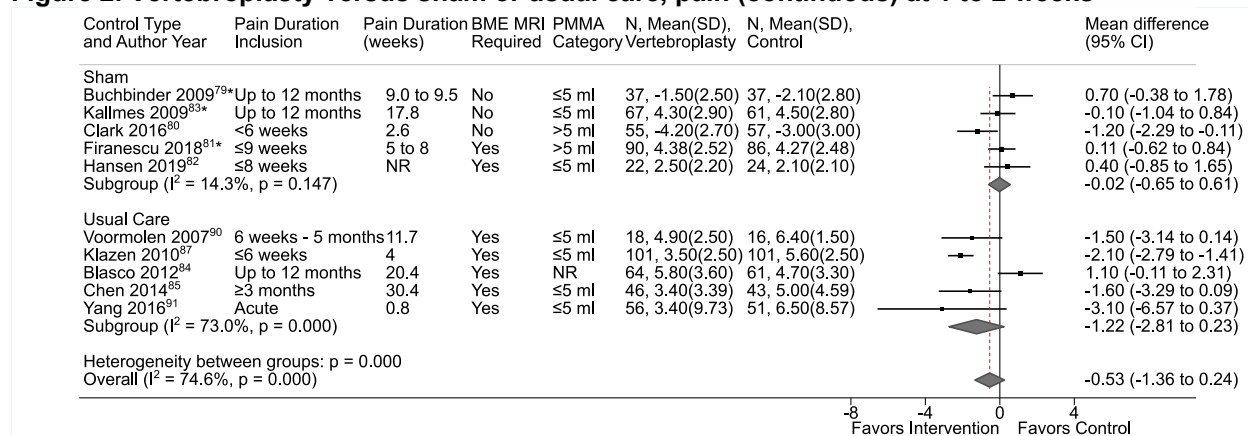 Figure 2. Vertebroplasty versus sham or usual care, pain (continuous) at 1 to 2 weeks
Control Type and Author Year Pain Duration Inclusion Pain Duration (weeks) BME MRI Required PMMA Category N, Mean(SD), Vertebroplasty N, Mean(SD), Control Mean difference (95% CI)
Sham
Buchbinder 200979* Up to 12 months 9.0 to 9.5 No ≤5 ml 37, -1.50(2.50) 37, -2.10(2.80) 0.70 (-0.38 to 1.78)
Kallmes 200983* Up to 12 months 17.8 No ≤5 ml 67, 4.30(2.90) 61, 4.50(2.80) -0.10 (-1.04 to 0.84)
Clark 201680 <6 weeks 2.6 No >5 ml 55, -4.20(2.70) 57, -3.00(3.00) -1.20 (-2.29 to -0.11)
Firanescu 201881* ≤9 weeks 5 to 8 Yes >5 ml 90, 4.38(2.52) 86, 4.27(2.48) 0.11 (-0.62 to 0.84)
Hansen 201982 ≤8 weeks NR Yes ≤5 ml 22, 2.50(2.20) 24, 2.10(2.10) 0.40 (-0.85 to 1.65)
Subgroup (I2 = 14.3%, p = 0.147) -0.02 (-0.65 to 0.61)
Usual Care
Voormolen 200790 6 weeks - 5 months 11.7 Yes ≤5 ml 18, 4.90(2.50) 16, 6.40(1.50) -1.50 (-3.14 to 0.14)
Klazen 201087 ≤6 weeks 4 Yes ≤5 ml 101, 3.50(2.50) 101, 5.60(2.50) -2.10 (-2.79 to -1.41)
Blasco 201284 Up to 12 months 20.4 Yes NR 64, 5.80(3.60) 61, 4.70(3.30) 1.10 (-0.11 to 2.31)
Chen 201485 ≥3 months 30.4 Yes ≤5 ml 46, 3.40(3.39) 43, 5.00(4.59) -1.60 (-3.29 to 0.09)
Yang 201691 Acute 0.8 Yes ≤5 ml 56, 3.40(9.73) 51, 6.50(8.57) -3.10 (-6.57 to 0.37)
Subgroup (I2 = 73.0%, p = 0.000) -1.22 (-2.81 to 0.23)
Heterogeneity between groups: p = 0.000
Overall (I2 = 74.6%, p = 0.000) -0.53 (-1.36 to 0.24)
-8 -4 0 4
Favors Intervention Favors Control